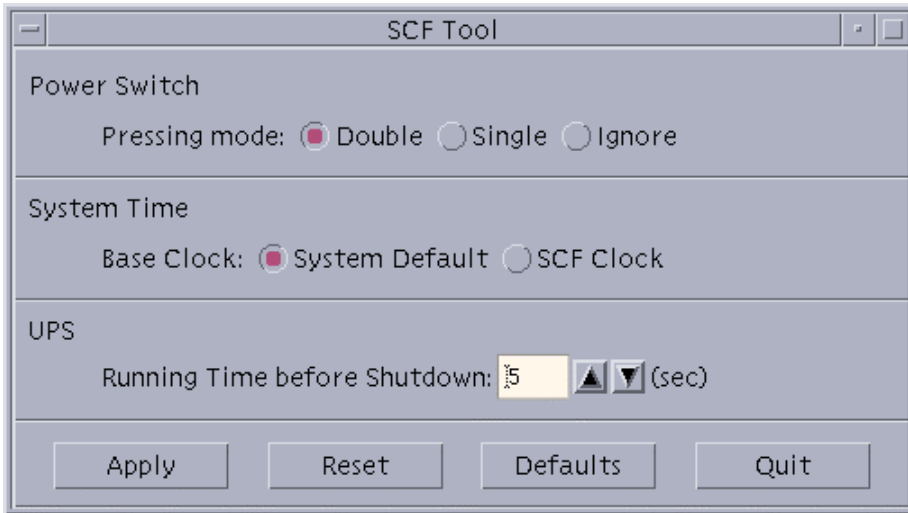 SCF Tool
Power Switch
Pressing mode: Double Single Ignore
System Time
Base Clock: System Default SCF Clock
UPS
Running Time before Shutdown: 5 (sec)
Apply Reset Defaults Quit